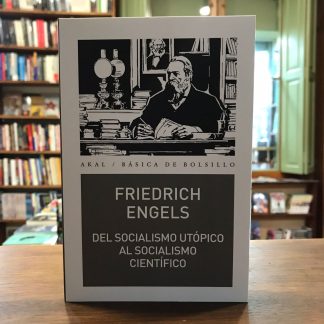 AKAL / BÁSICA DE BOLSILLO
FRIEDRICH
ENGELS
DEL SOCIALISMO UTÓPICO
AL SOCIALISMO
CIENTÍFICO